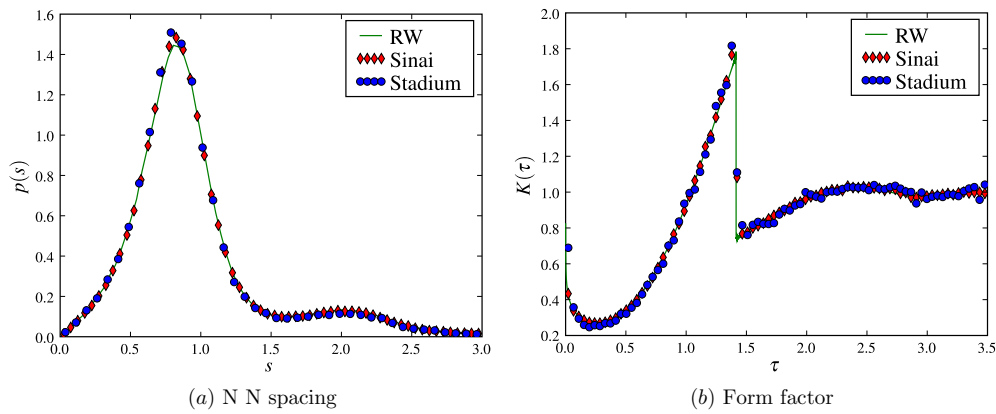 1.6
1.4
1.2
1.0
0.8
0.6
0.4
0.2
0.0
p(s)
0.0 0.5 1.0 1.5 2.0 2.5 3.0
s
RW
Sinai
Stadium
(a) N N spacing
2.0
1.8
1.6
1.4
1.2
1.0
0.8
0.6
0.4
0.2
K(τ)
0.0 0.5 1.0 1.5 2.0 2.5 3.0 3.5
τ
RW
Sinai
Stadium
(b) Form factor